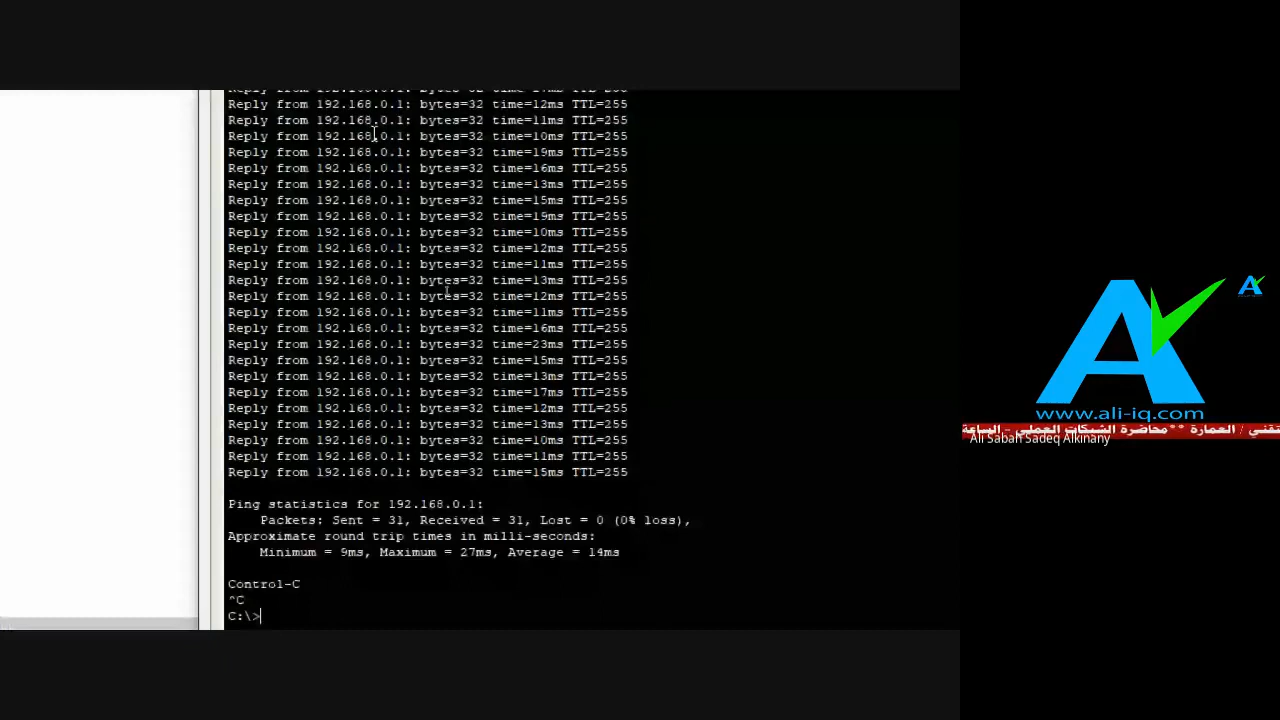 Reply from 192.168.0.1: bytes=32 time=12ms TTL=255
Reply from 192.168.0.1: bytes=32 time=11ms TTL=255
Reply from 192.168.0.1: bytes=32 time=10ms TTL=255
Reply from 192.168.0.1: bytes=32 time=19ms TTL=255
Reply from 192.168.0.1: bytes=32 time=16ms TTL=255
Reply from 192.168.0.1: bytes=32 time=13ms TTL=255
Reply from 192.168.0.1: bytes=32 time=15ms TTL=255
Reply from 192.168.0.1: bytes=32 time=19ms TTL=255
Reply from 192.168.0.1: bytes=32 time=10ms TTL=255
Reply from 192.168.0.1: bytes=32 time=12ms TTL=255
Reply from 192.168.0.1: bytes=32 time=11ms TTL=255
Reply from 192.168.0.1: bytes=32 time=13ms TTL=255
Reply from 192.168.0.1: bytes=32 time=12ms TTL=255
Reply from 192.168.0.1: bytes=32 time=11ms TTL=255
Reply from 192.168.0.1: bytes=32 time=16ms TTL=255
Reply from 192.168.0.1: bytes=32 time=23ms TTL=255
Reply from 192.168.0.1: bytes=32 time=15ms TTL=255
Reply from 192.168.0.1: bytes=32 time=13ms TTL=255
Reply from 192.168.0.1: bytes=32 time=17ms TTL=255
Reply from 192.168.0.1: bytes=32 time=12ms TTL=255
Reply from 192.168.0.1: bytes=32 time=13ms TTL=255
Reply from 192.168.0.1: bytes=32 time=10ms TTL=255
Reply from 192.168.0.1: bytes=32 time=11ms TTL=255
Reply from 192.168.0.1: bytes=32 time=15ms TTL=255
Ping statistics for 192.168.0.1:
Packets: Sent = 31, Received = 31, Lost = 0 (0% loss),
Approximate round trip times in milli-seconds:
Minimum = 9ms, Maximum = 27ms, Average = 14ms
Control-C
^C
C:\>
www.ali-iq.com
تقني / العمارة **محاضرة الشبكات العملي - الساعة
Ali Sabah Sadeq Alkinany